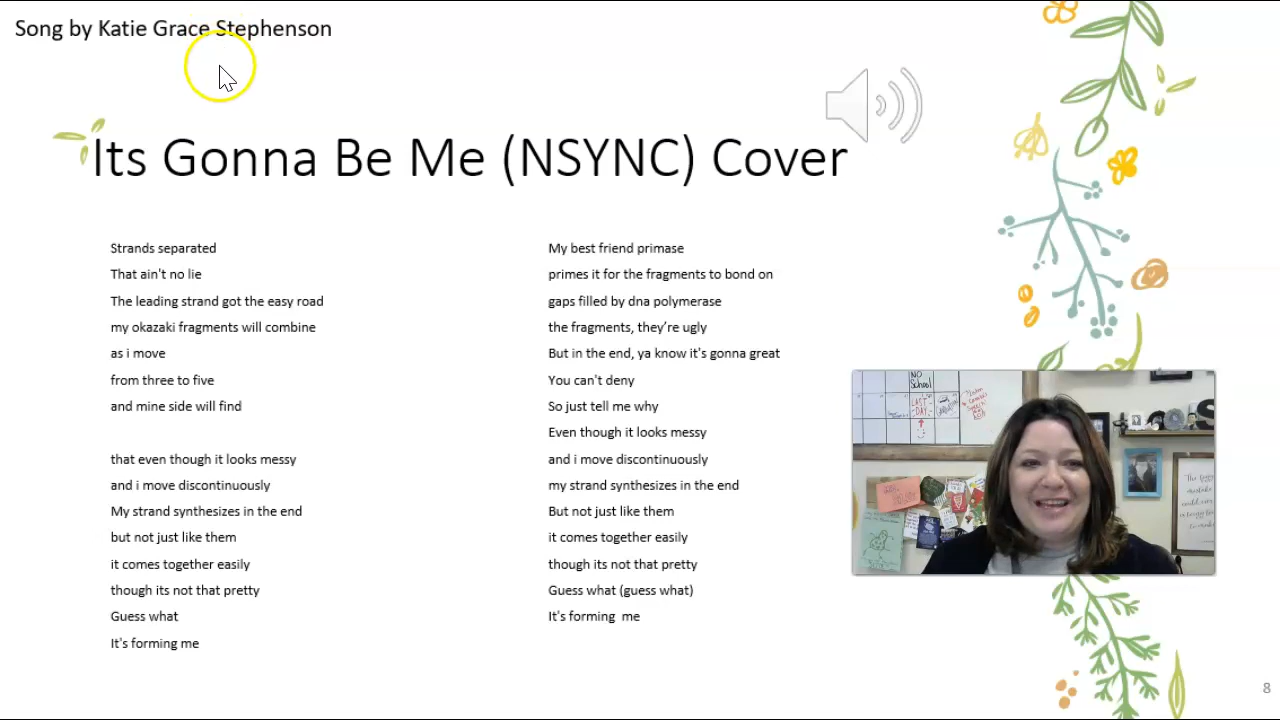 Song by Katie Grace Stephenson
Its Gonna Be Me (NSYNC) Cover
Strands separated
That ain't no lie
The leading strand got the easy road
my okazaki fragments will combine
as i move
from three to five
and mine side will find
that even though it looks messy
and i move discontinuously
My strand synthesizes in the end
but not just like them
it comes together easily
though its not that pretty
Guess what
It's forming me
My best friend primase
primes it for the fragments to bond on
gaps filled by dna polymerase
the fragments, they’re ugly
But in the end, ya know it's gonna great
You can't deny
So just tell me why
Even though it looks messy
and i move discontinuously
my strand synthesizes in the end
But not just like them
it comes together easily
though its not that pretty
Guess what (guess what)
It's forming me
NO
School
LAST
DAY
8